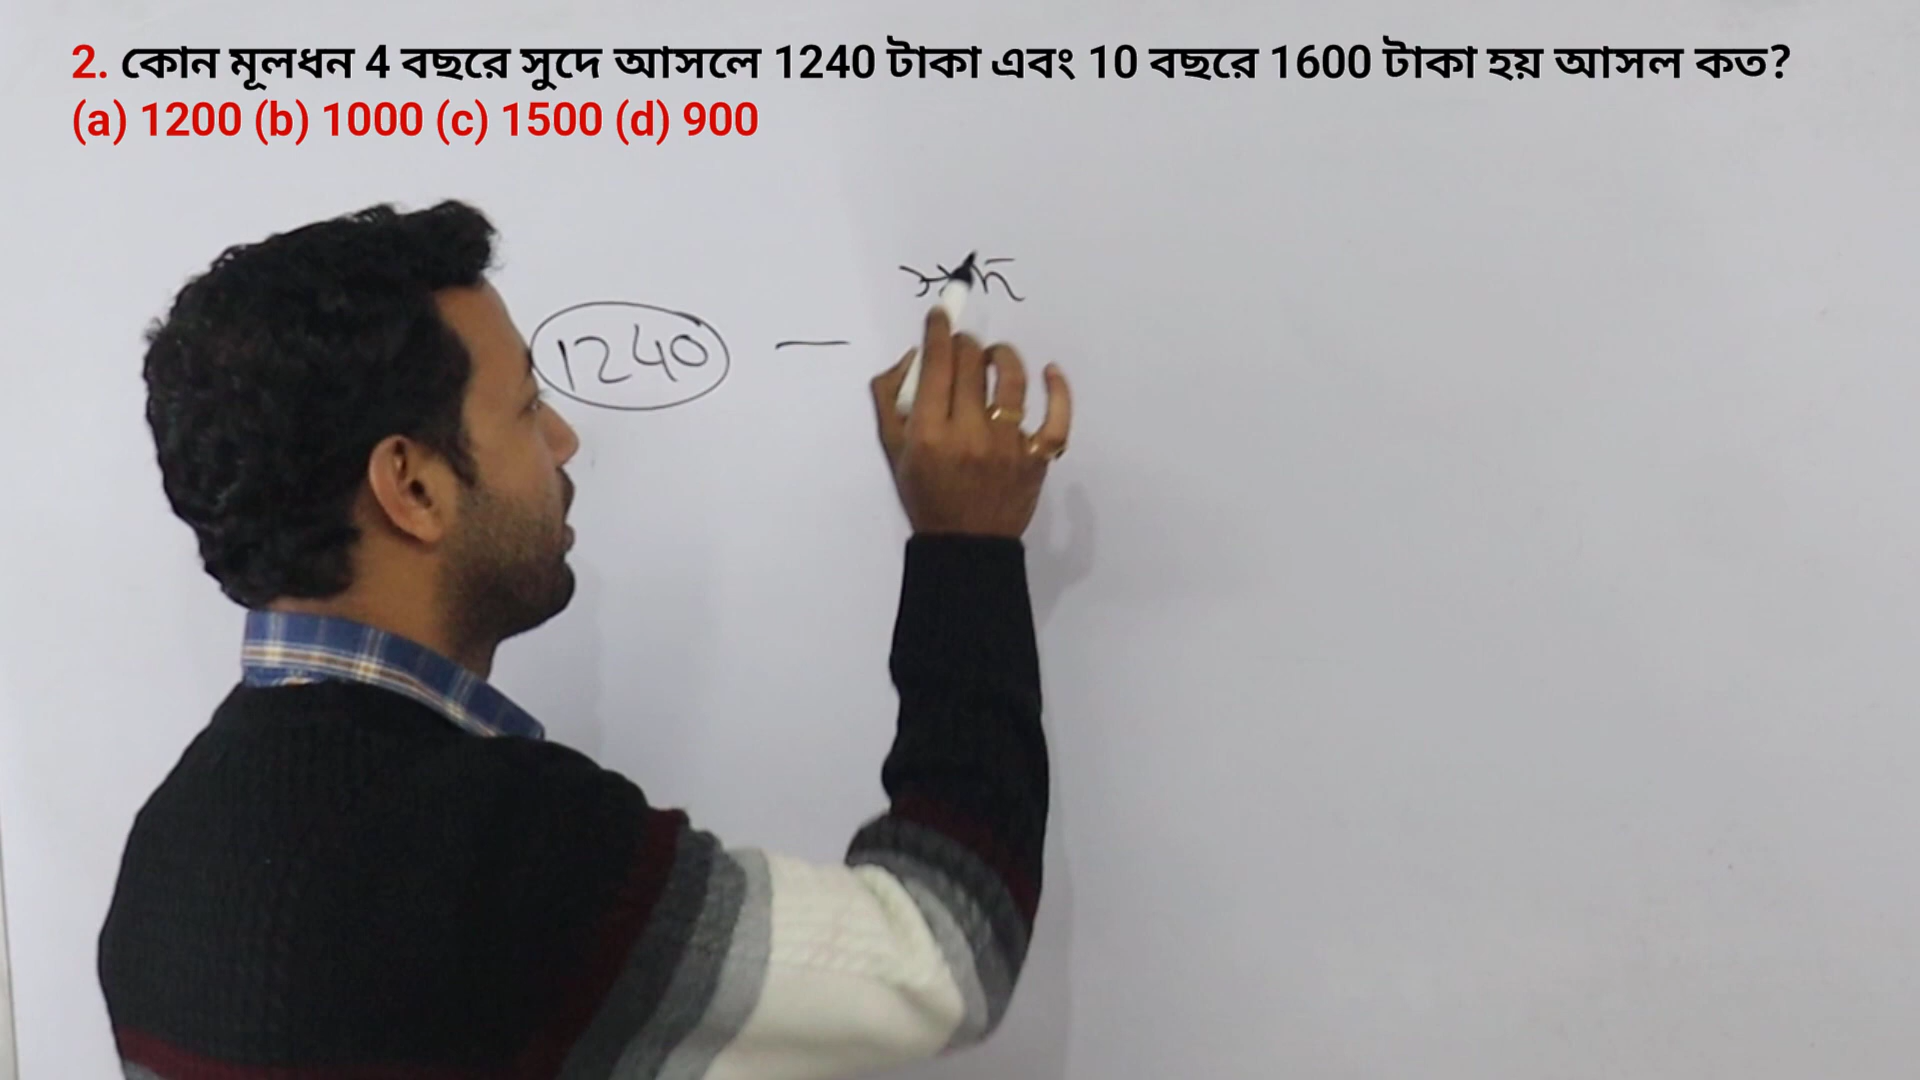 2. কোন মূলধন 4 বছরে সুদে আসলে 1240 টাকা এবং 10 বছরে 1600 টাকা হয় আসল কত?
(a) 1200 (b) 1000 (c) 1500 (d) 900
1240 —